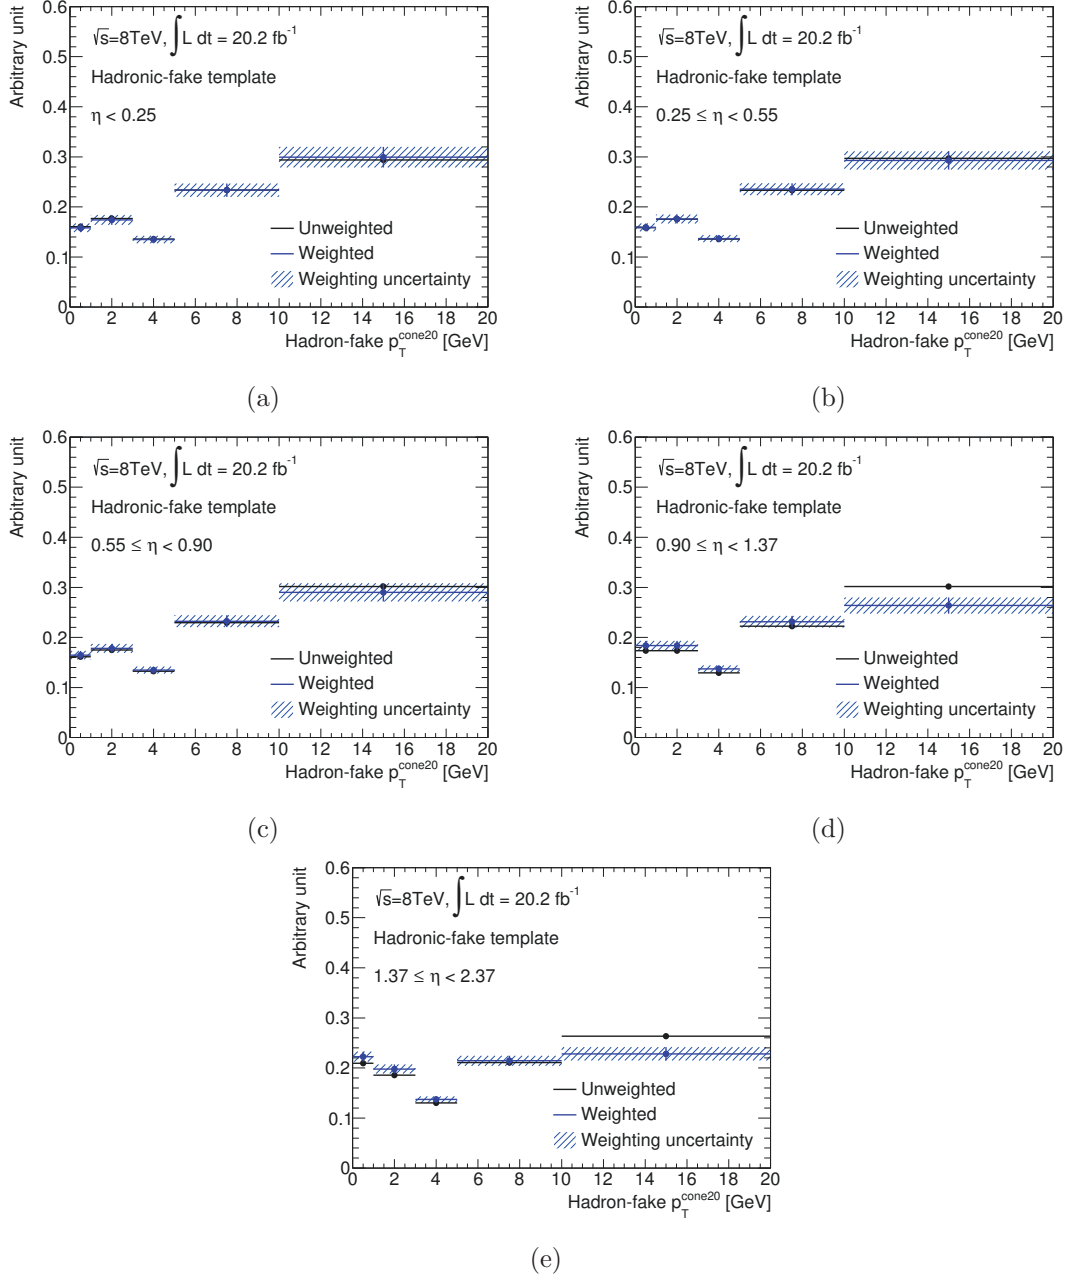 Arbitrary unit
0.6
0.5
0.4
0.3
0.2
0.1
0
√s=8TeV, ∫L dt = 20.2 fb⁻¹
Hadronic-fake template
η < 0.25
Unweighted
Weighted
Weighting uncertainty
0 2 4 6 8 10 12 14 16 18 20
Hadron-fake p_T^cone20 [GeV]
(a)
Arbitrary unit
0.6
0.5
0.4
0.3
0.2
0.1
0
√s=8TeV, ∫L dt = 20.2 fb⁻¹
Hadronic-fake template
0.25 ≤ η < 0.55
Unweighted
Weighted
Weighting uncertainty
0 2 4 6 8 10 12 14 16 18 20
Hadron-fake p_T^cone20 [GeV]
(b)
Arbitrary unit
0.6
0.5
0.4
0.3
0.2
0.1
0
√s=8TeV, ∫L dt = 20.2 fb⁻¹
Hadronic-fake template
0.55 ≤ η < 0.90
Unweighted
Weighted
Weighting uncertainty
0 2 4 6 8 10 12 14 16 18 20
Hadron-fake p_T^cone20 [GeV]
(c)
Arbitrary unit
0.6
0.5
0.4
0.3
0.2
0.1
0
√s=8TeV, ∫L dt = 20.2 fb⁻¹
Hadronic-fake template
0.90 ≤ η < 1.37
Unweighted
Weighted
Weighting uncertainty
0 2 4 6 8 10 12 14 16 18 20
Hadron-fake p_T^cone20 [GeV]
(d)
Arbitrary unit
0.6
0.5
0.4
0.3
0.2
0.1
0
√s=8TeV, ∫L dt = 20.2 fb⁻¹
Hadronic-fake template
1.37 ≤ η < 2.37
Unweighted
Weighted
Weighting uncertainty
0 2 4 6 8 10 12 14 16 18 20
Hadron-fake p_T^cone20 [GeV]
(e)